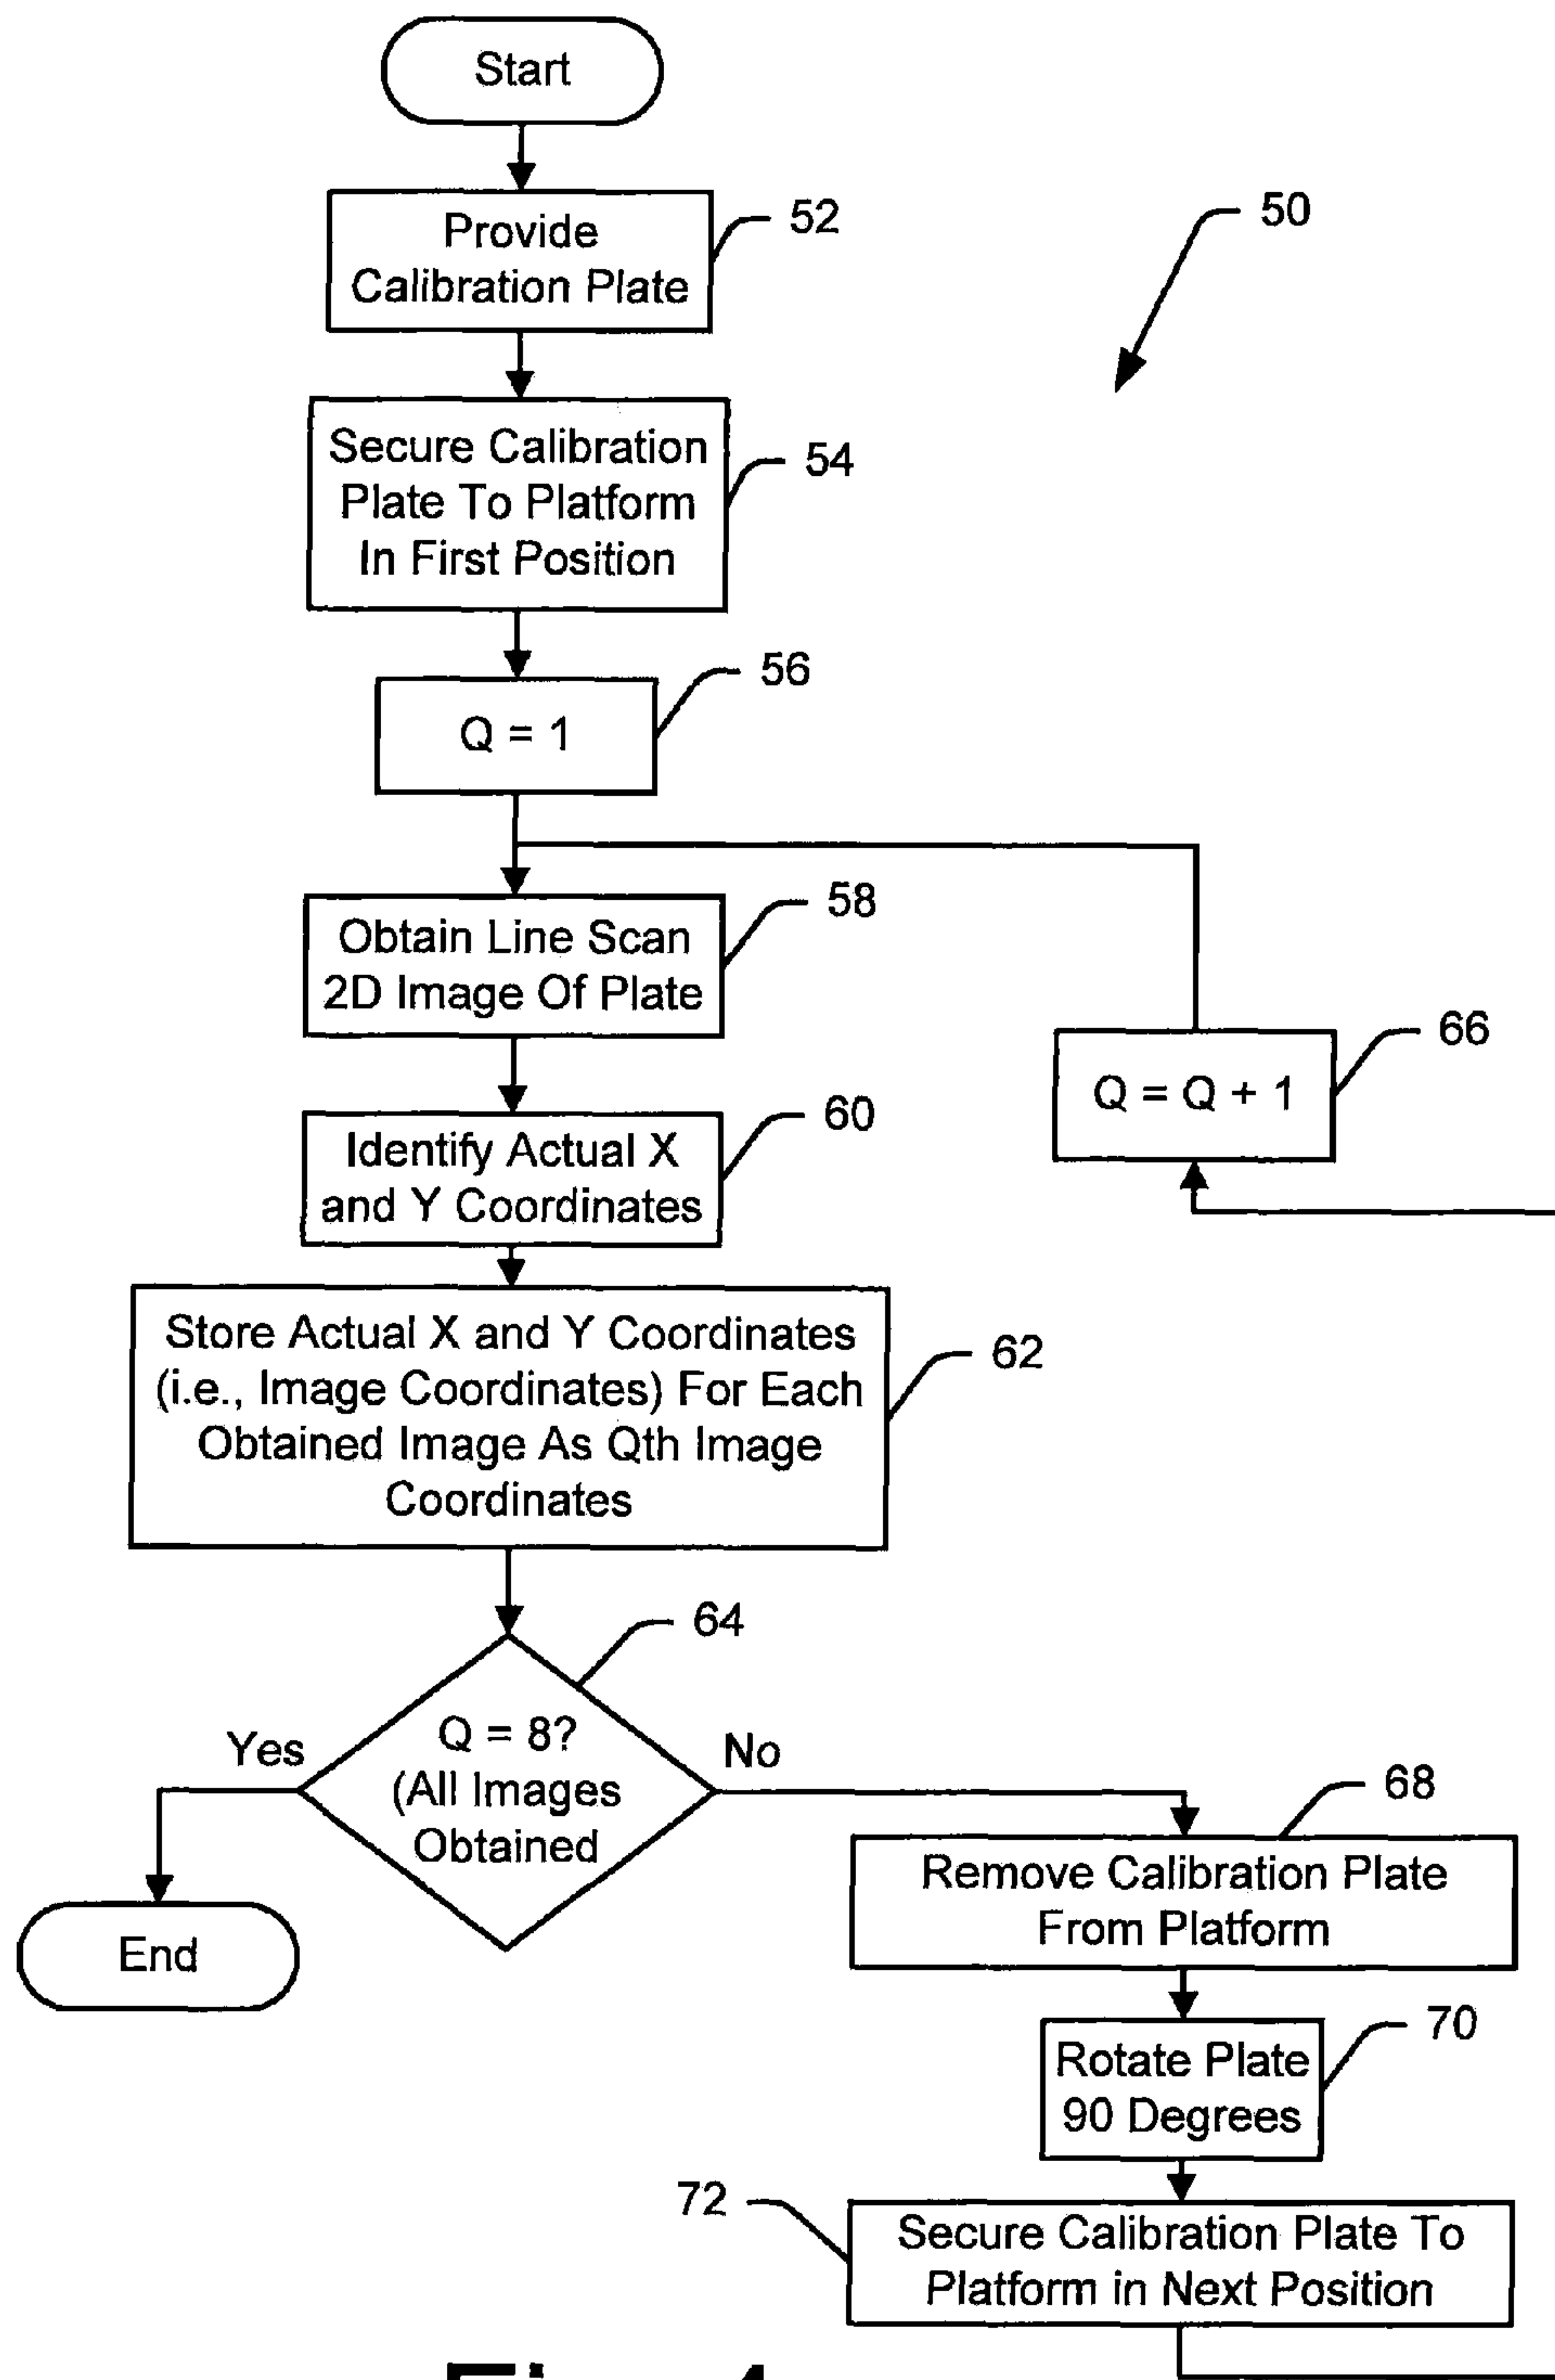 Start
Provide
Calibration Plate
52
50
Secure Calibration
Plate To Platform
In First Position
54
Q = 1
56
Obtain Line Scan
2D Image Of Plate
58
Q = Q + 1
66
Identify Actual X
and Y Coordinates
60
Store Actual X and Y Coordinates
(i.e., Image Coordinates) For Each
Obtained Image As Qth Image
Coordinates
62
64
Q = 8?
(All Images
Obtained
Yes
No
End
68
Remove Calibration Plate
From Platform
70
Rotate Plate
90 Degrees
72
Secure Calibration Plate To
Platform in Next Position